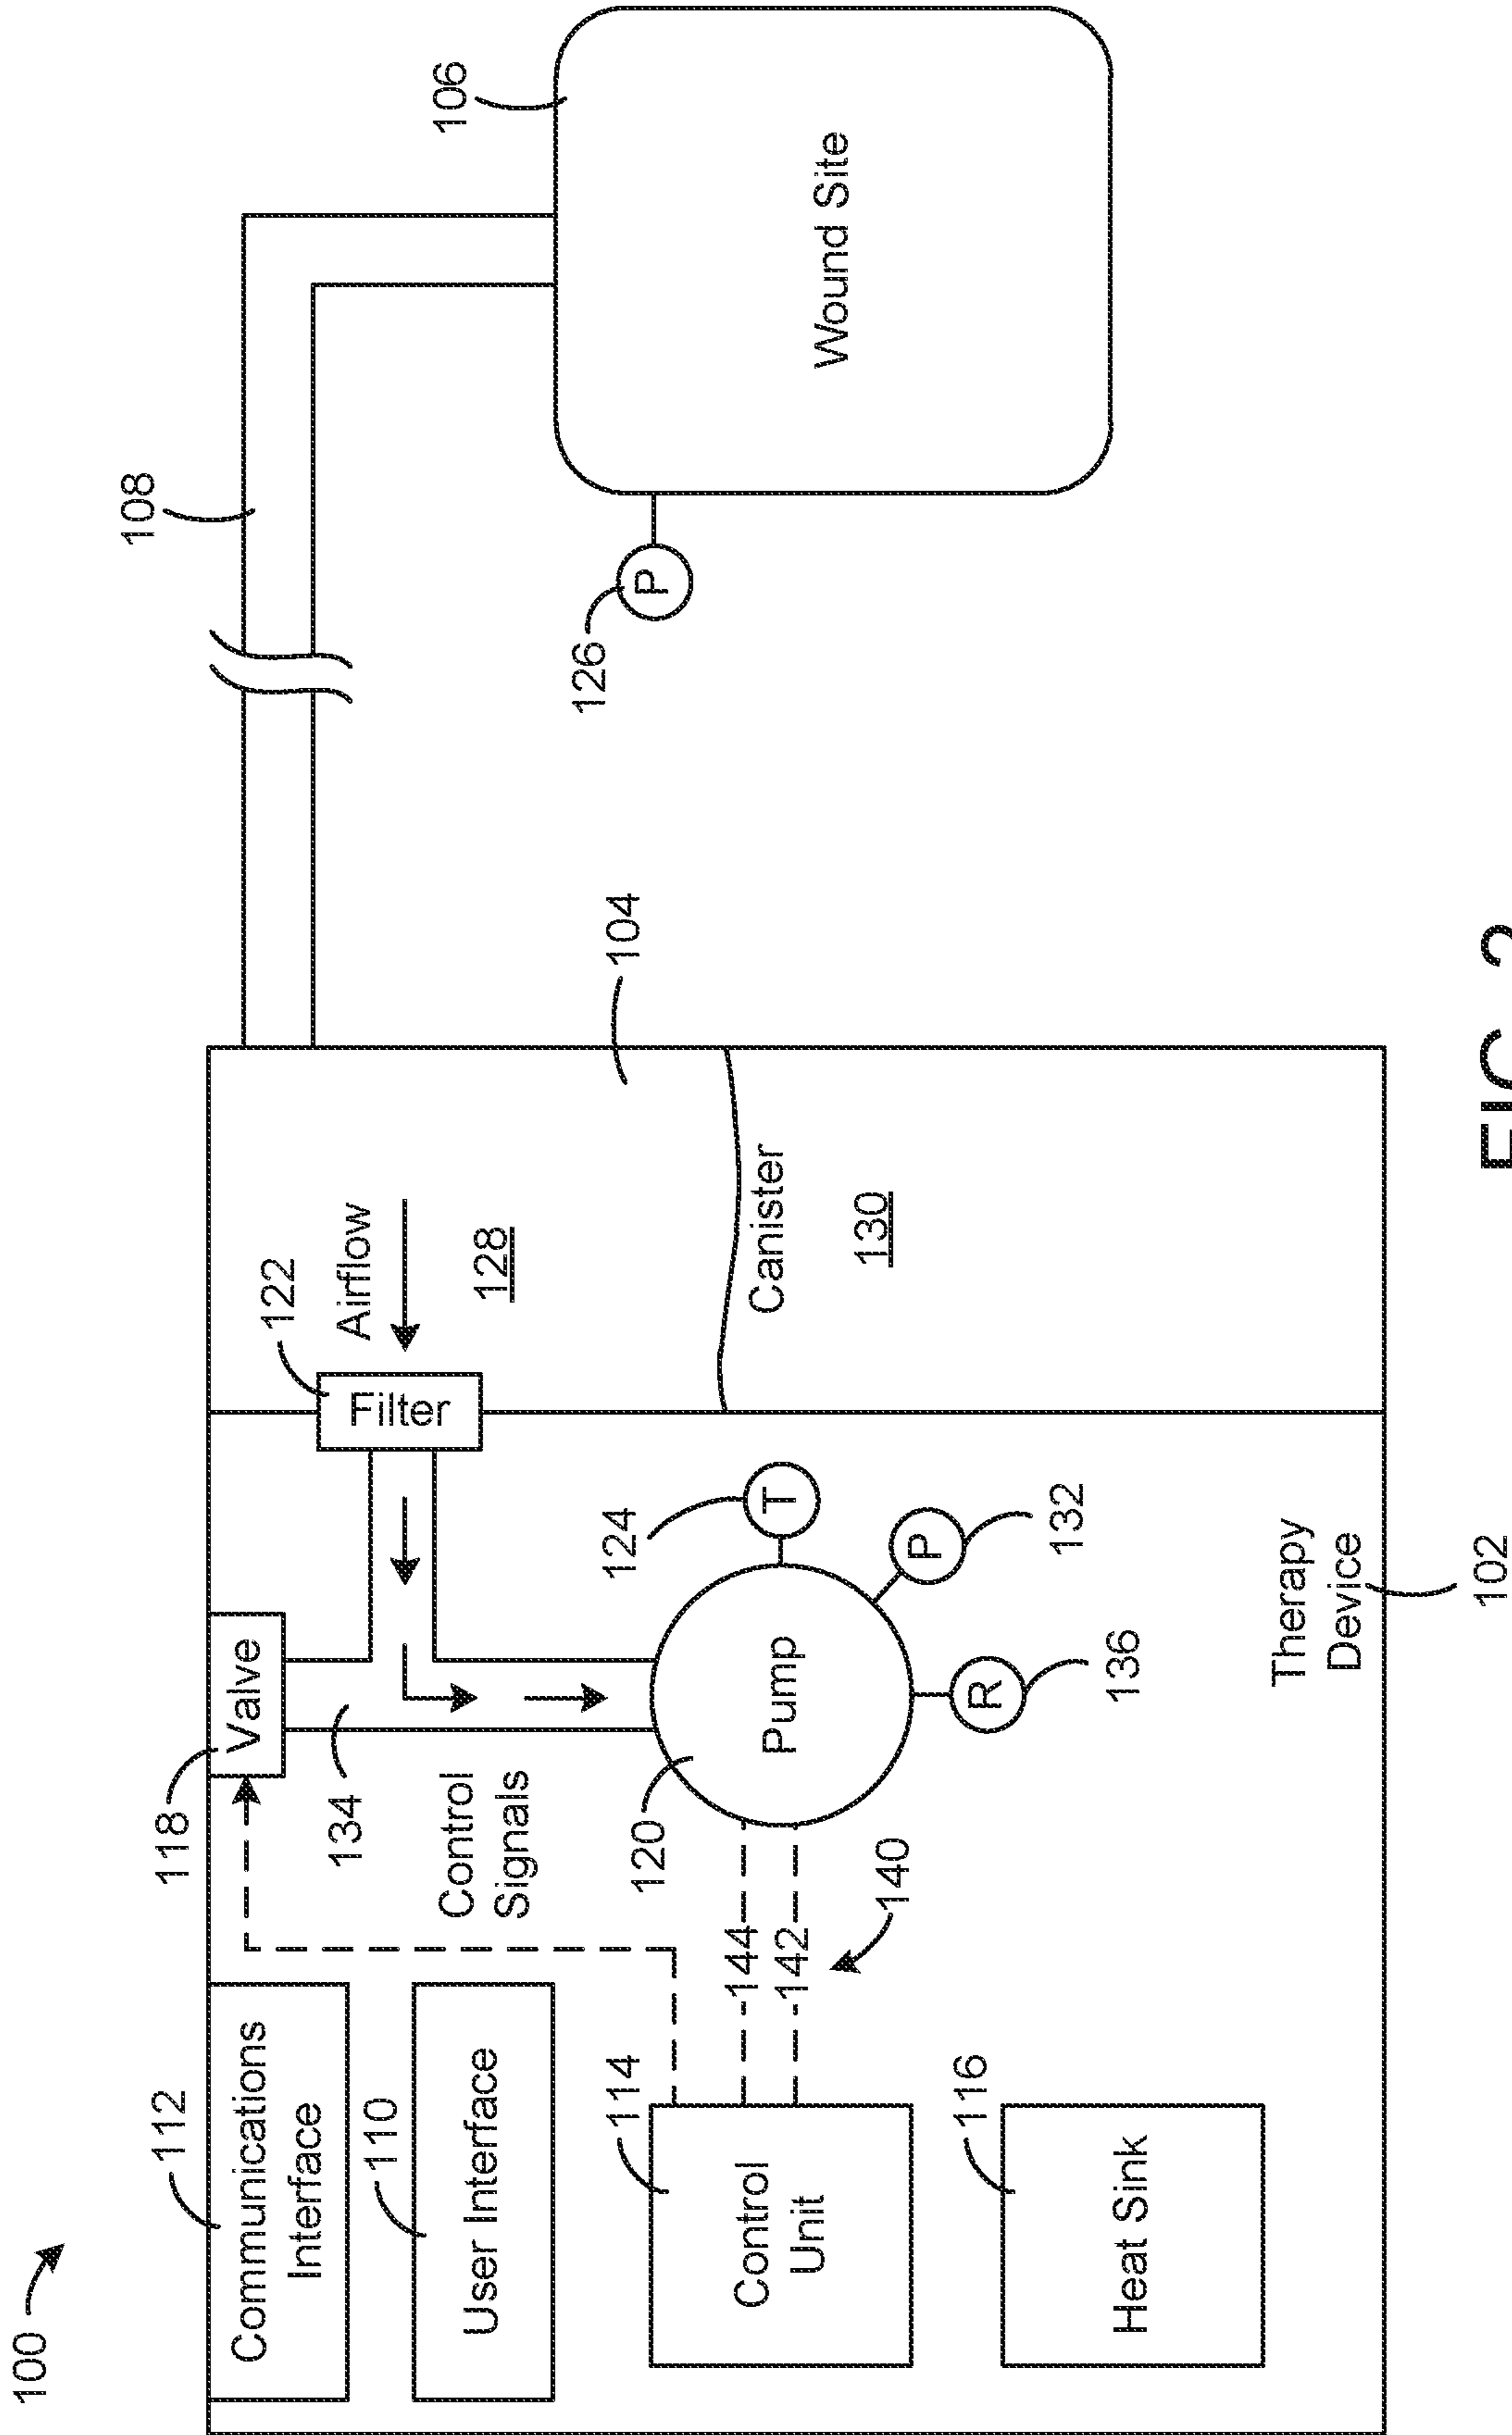 100
112
Communications
Interface
110
User Interface
114
Control
Unit
116
Heat Sink
118
Valve
134
Control
Signals
120
Pump
144
142
140
124
T
P
132
R
136
Therapy
Device
102
122
Filter
Airflow
128
104
Canister
130
108
126
P
106
Wound Site